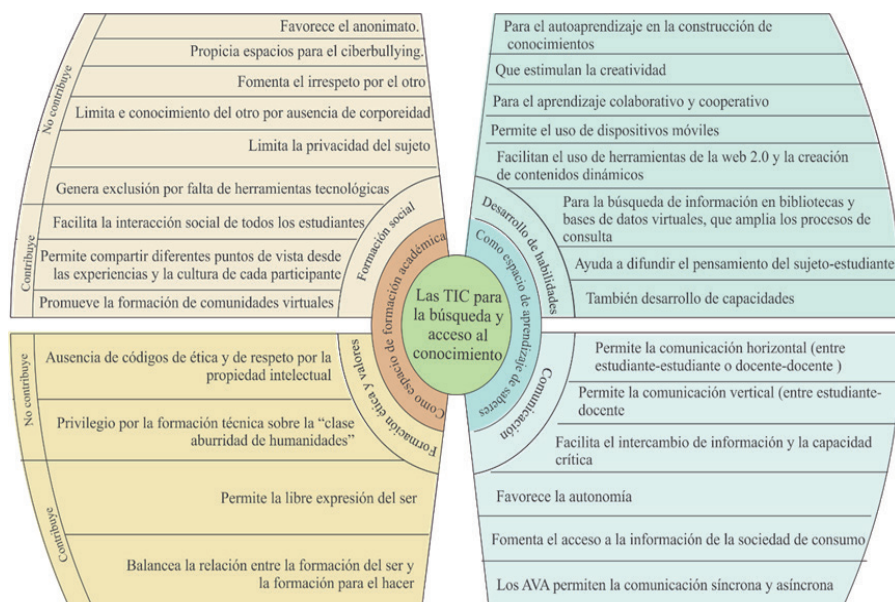 No contribuye
Favorece el anonimato.
Propicia espacios para el ciberbullying.
Fomenta el irrespeto por el otro
Limita e conocimiento del otro por ausencia de corporeidad
Limita la privacidad del sujeto
Genera exclusión por falta de herramientas tecnológicas
Contribuye
Facilita la interacción social de todos los estudiantes
Permite compartir diferentes puntos de vista desde
las experiencias y la cultura de cada participante
Promueve la formación de comunidades virtuales
Formación social
No contribuye
Ausencia de códigos de ética y de respeto por la
propiedad intelectual
Privilegio por la formación técnica sobre la “clase
aburrida de humanidades”
Contribuye
Permite la libre expresión del ser
Balancea la relación entre la formación del ser y
la formación para el hacer
Formación ética y valores
Como espacio de formación académica
Las TIC para
la búsqueda y
acceso al
conocimiento
Como espacio de aprendizaje de saberes
Desarrollo de habilidades
Para el autoaprendizaje en la construcción de
conocimientos
Que estimulan la creatividad
Para el aprendizaje colaborativo y cooperativo
Permite el uso de dispositivos móviles
Facilitan el uso de herramientas de la web 2.0 y la creación
de contenidos dinámicos
Para la búsqueda de información en bibliotecas y
bases de datos virtuales, que amplia los procesos de
consulta
Ayuda a difundir el pensamiento del sujeto-estudiante
También desarrollo de capacidades
Comunicación
Permite la comunicación horizontal (entre
estudiante-estudiante o docente-docente )
Permite la comunicación vertical (entre estudiante-
docente
Facilita el intercambio de información y la capacidad
crítica
Favorece la autonomía
Fomenta el acceso a la información de la sociedad de consumo
Los AVA permiten la comunicación síncrona y asíncrona